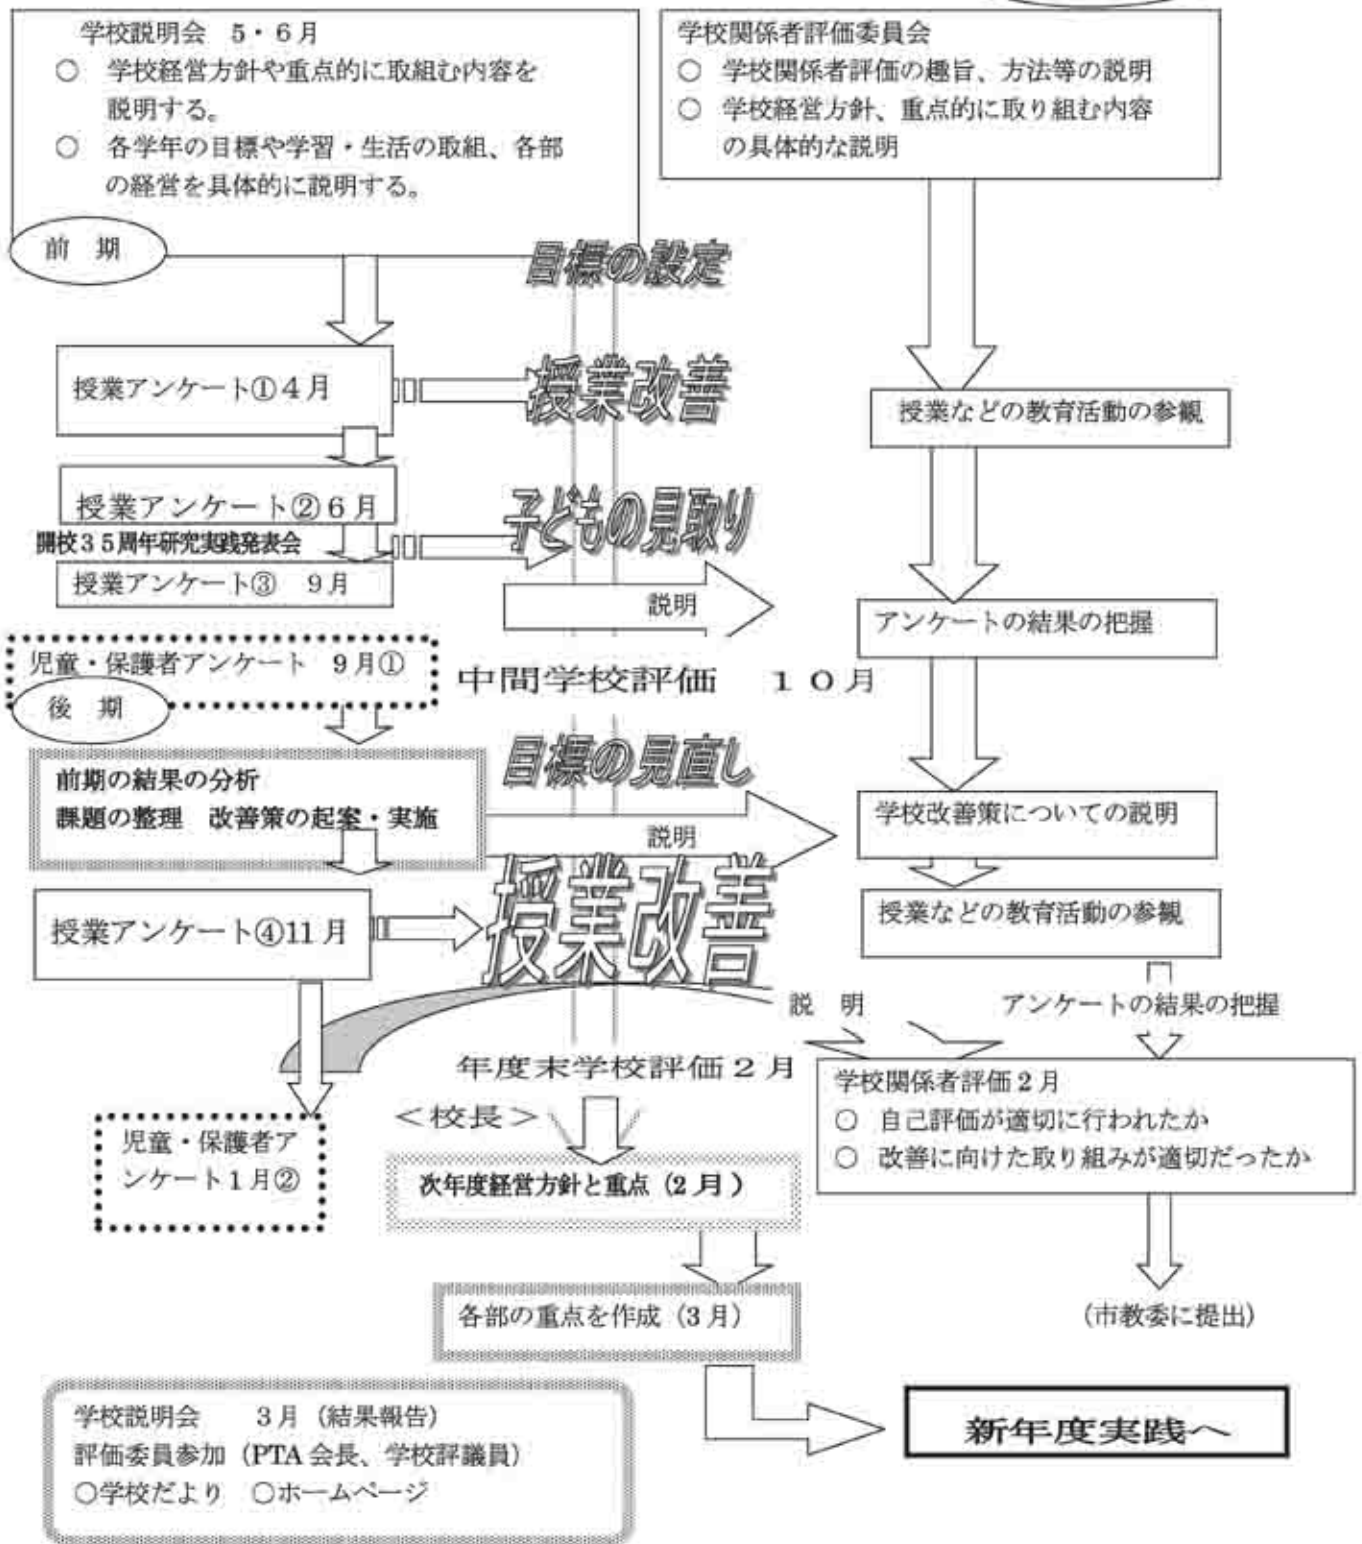 学校説明会 5・6月
○ 学校経営方針や重点的に取組む内容を
説明する。
○ 各学年の目標や学習・生活の取組、各部
の経営を具体的に説明する。
学校関係者評価委員会
○ 学校関係者評価の趣旨、方法等の説明
○ 学校経営方針、重点的に取り組む内容
の具体的な説明
前 期
目標の設定
授業アンケート①4月
授業改善
授業などの教育活動の参観
授業アンケート②6月
子どもの見取り
開校35周年研究実践発表会
授業アンケート③ 9月
説明
アンケートの結果の把握
児童・保護者アンケート 9月①
中間学校評価 10月
後 期
目標の見直し
前期の結果の分析
課題の整理 改善策の起案・実施
説明
学校改善策についての説明
授業アンケート④11月
授業改善
授業などの教育活動の参観
説 明
アンケートの結果の把握
年度末学校評価2月
<校長>
学校関係者評価2月
○ 自己評価が適切に行われたか
○ 改善に向けた取り組みが適切だったか
児童・保護者ア
ンケート1月②
次年度経営方針と重点(2月)
各部の重点を作成(3月)
(市教委に提出)
学校説明会 3月(結果報告)
評価委員参加(PTA会長、学校評議員)
○学校だより ○ホームページ
新年度実践へ